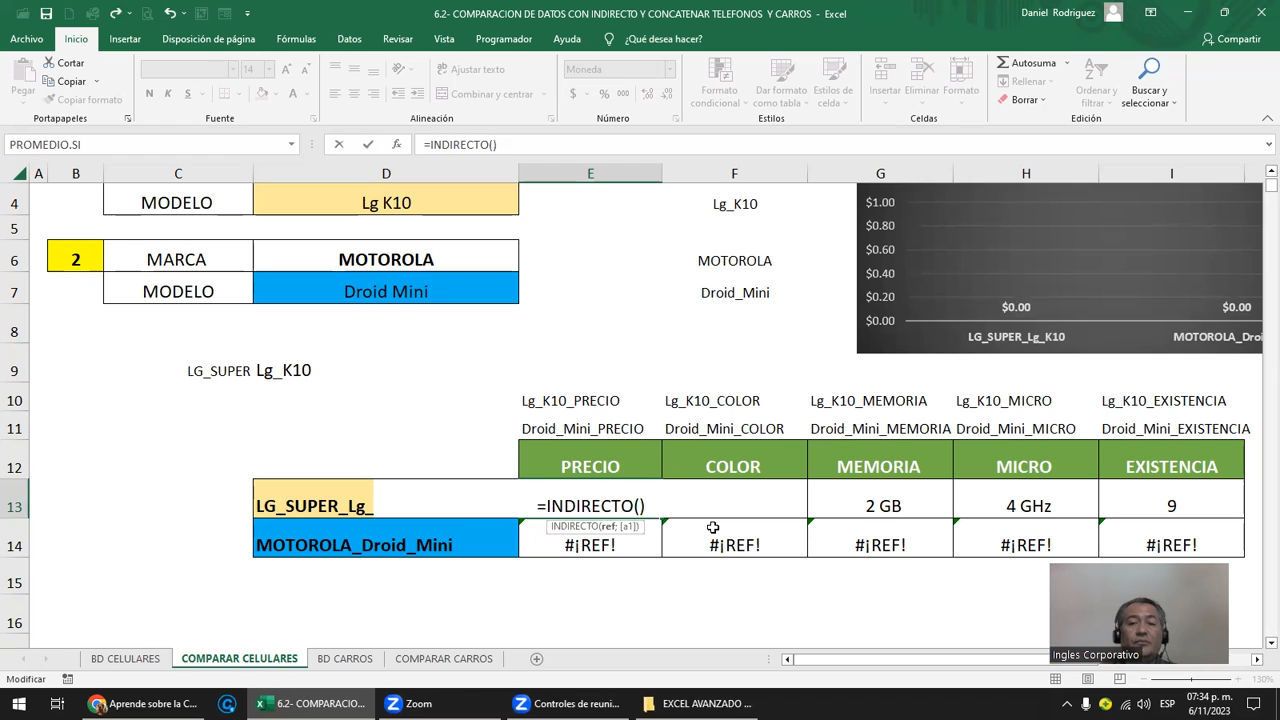 6.2- COMPARACION DE DATOS CON INDIRECTO Y CONCATENAR TELEFONOS Y CARROS - Excel
Daniel Rodriguez
Archivo Inicio Insertar Disposición de página Fórmulas Datos Revisar Vista Programador Ayuda ¿Qué desea hacer? Compartir
Pegar
Cortar
Copiar
Copiar formato
14
N K S
Ajustar texto
Combinar y centrar
Moneda
$ % 000
Formato condicional
Dar formato como tabla
Estilos de celda
Insertar
Eliminar
Formato
Autosuma
Rellenar
Borrar
Ordenar y filtrar
Buscar y seleccionar
Portapapeles Fuente Alineación Número Estilos Celdas Edición
PROMEDIO.SI =INDIRECTO()
A B C D E F G H I
4 MODELO Lg K10 Lg_K10
5
6 2 MARCA MOTOROLA MOTOROLA
7 MODELO Droid Mini Droid_Mini
8
$1.00
$0.80
$0.60
$0.40
$0.20
$0.00
$0.00 $0.00
LG_SUPER_Lg_K10 MOTOROLA_Droi
9 LG_SUPER Lg_K10
10 Lg_K10_PRECIO Lg_K10_COLOR Lg_K10_MEMORIA Lg_K10_MICRO Lg_K10_EXISTENCIA
11 Droid_Mini_PRECIO Droid_Mini_COLOR Droid_Mini_MEMORIA Droid_Mini_MICRO Droid_Mini_EXISTENCIA
12 PRECIO COLOR MEMORIA MICRO EXISTENCIA
13 LG_SUPER_Lg_ =INDIRECTO() 2 GB 4 GHz 9
INDIRECTO(ref; [a1])
14 MOTOROLA_Droid_Mini #¡REF! #¡REF! #¡REF! #¡REF! #¡REF!
15
16
Ingles Corporativo
BD CELULARES COMPARAR CELULARES BD CARROS COMPARAR CARROS
Modificar
130%
Aprende sobre la C... 6.2- COMPARACIO... Zoom Controles de reuni... EXCEL AVANZADO ...
ESP
07:34 p. m.
6/11/2023